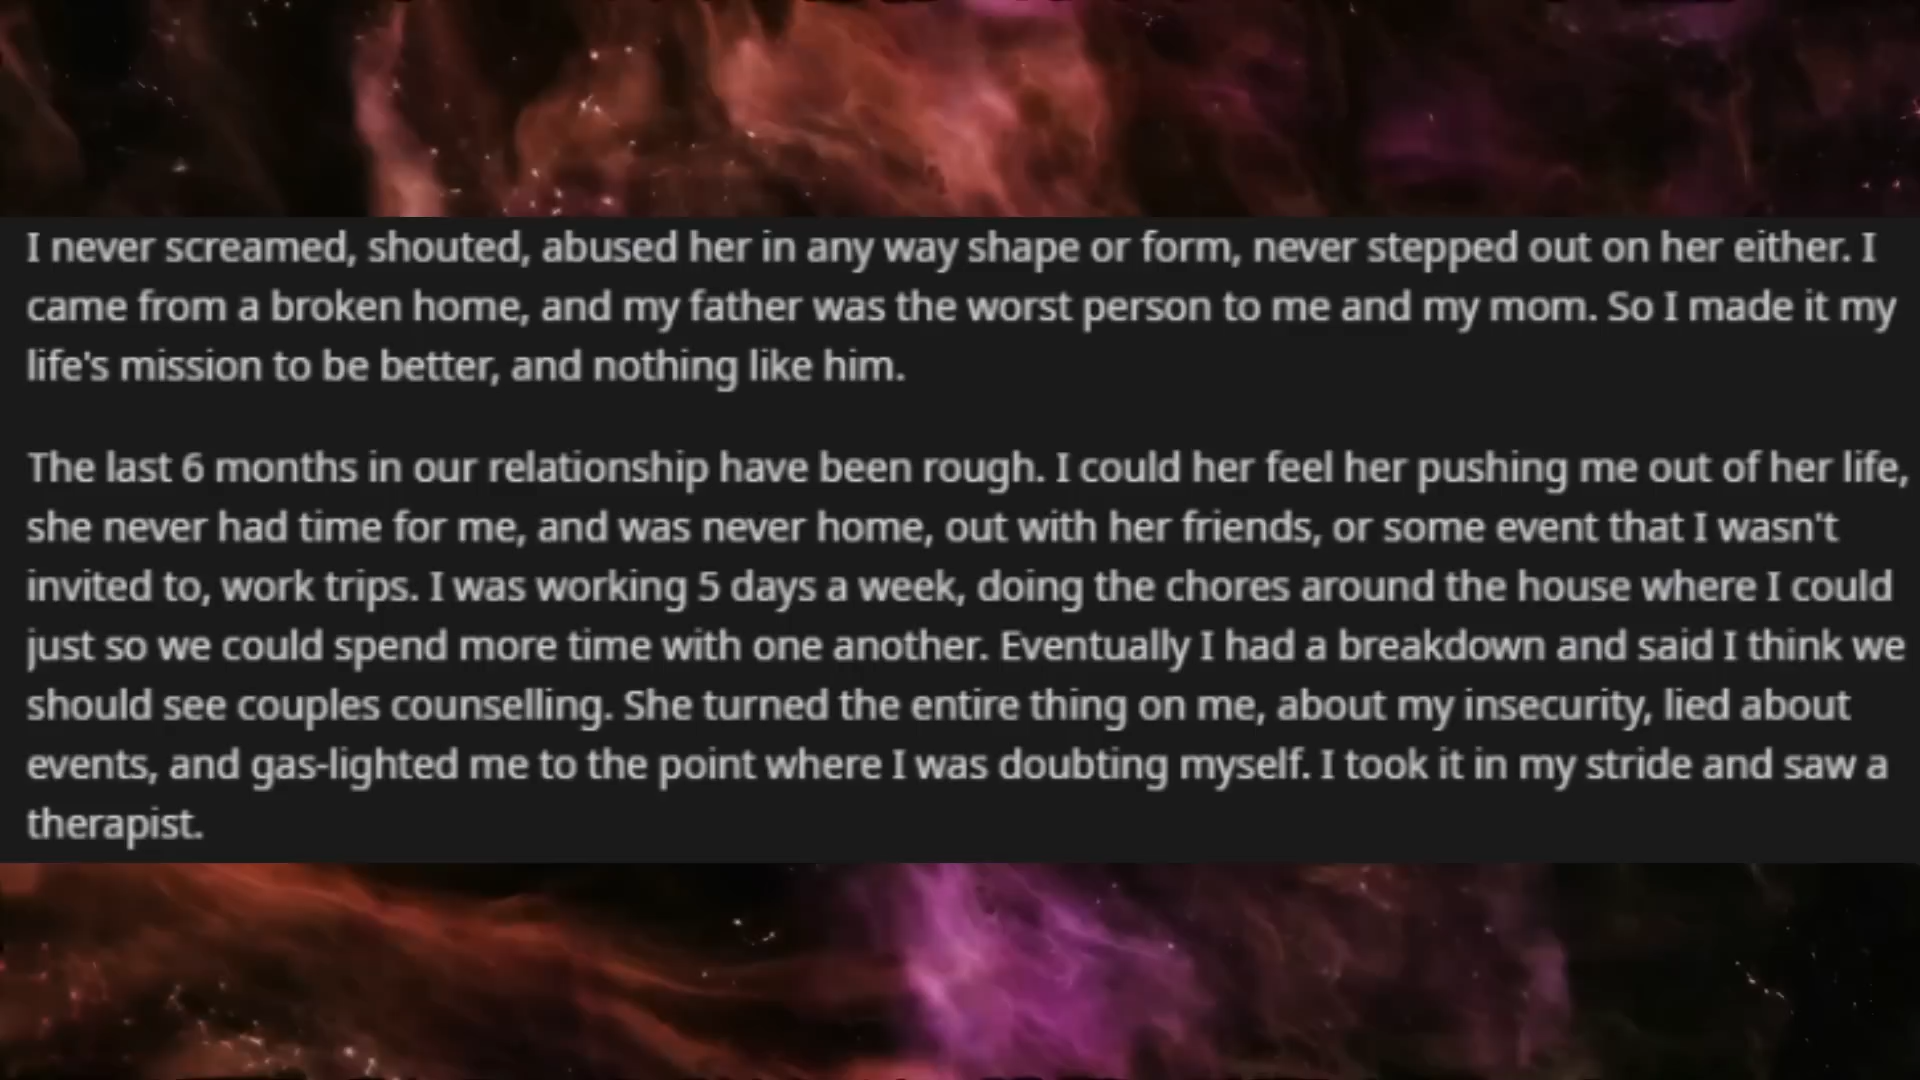 I never screamed, shouted, abused her in any way shape or form, never stepped out on her either. I
came from a broken home, and my father was the worst person to me and my mom. So I made it my
life's mission to be better, and nothing like him.
The last 6 months in our relationship have been rough. I could her feel her pushing me out of her life,
she never had time for me, and was never home, out with her friends, or some event that I wasn't
invited to, work trips. I was working 5 days a week, doing the chores around the house where I could
just so we could spend more time with one another. Eventually I had a breakdown and said I think we
should see couples counselling. She turned the entire thing on me, about my insecurity, lied about
events, and gas-lighted me to the point where I was doubting myself. I took it in my stride and saw a
therapist.